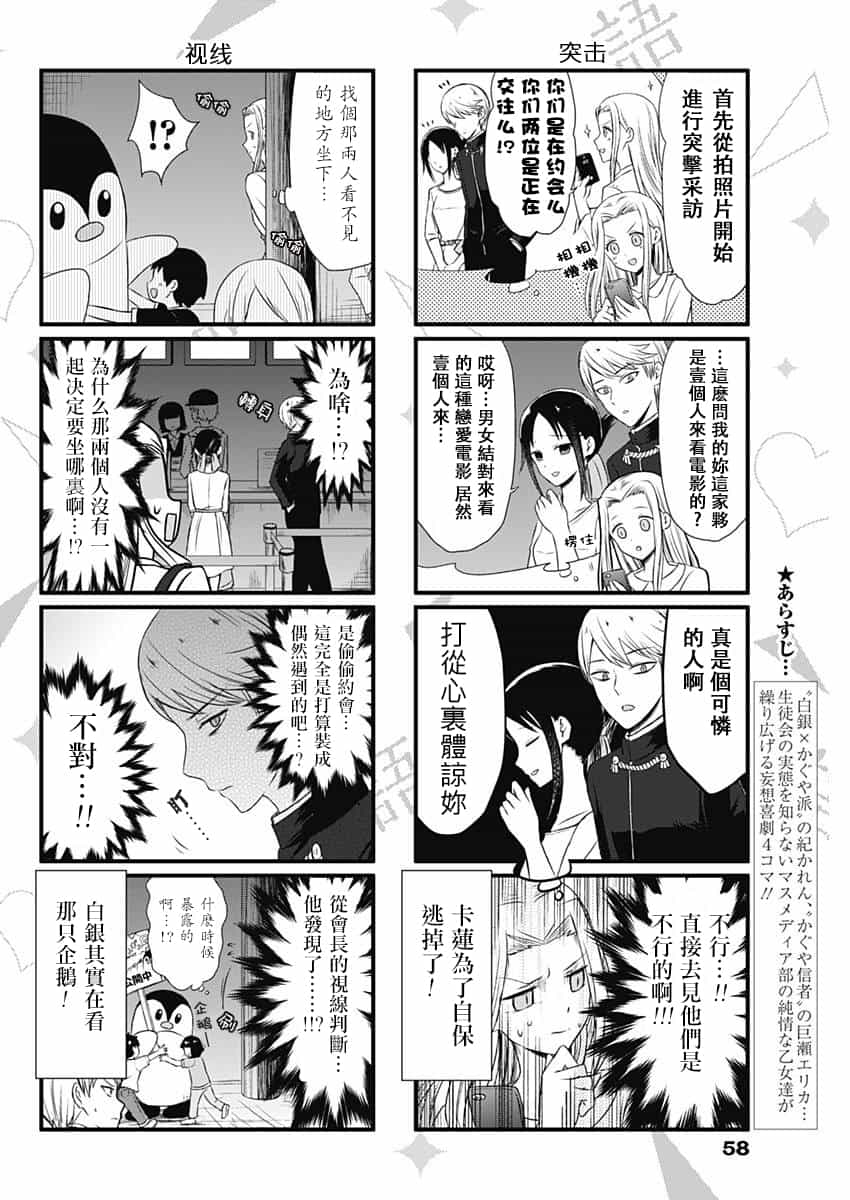 突击
首先從拍照片開始
進行突擊采訪
你们是在约会么
你们两位是正在
交往么!?
相機
相機
…這麽問我的妳這家夥
是壹個人來看電影的?
哎呀…男女結對來看
的這種戀愛電影 居然
壹個人來…
愣住
真是個可憐
的人啊
打從心裏體諒妳
不行…!!
直接去見他們是
不行的啊!!!
卡蓮為了自保
逃掉了!
视线
找個那兩人看不見
的地方坐下…
偷偷
偷偷
!?
為啥…!?
為什么那兩個人沒有一
起決定要坐哪裏啊…!?
是偷偷約會…
這完全是打算裝成
偶然遇到的吧…?
不對…!!
盯……
從會長的視線判斷…
他發現了……!!?
什麽時候
暴露的
啊…?
公開中
企鵝
白銀其實在看
那只企鵝!
★あらすじ…
〝白銀×かぐや派〟の紀かれん、〝かぐや信者〟の巨瀬エリカ…
生徒会の実態を知らないマスメディア部の純情な乙女達が
繰り広げる妄想喜劇4コマ!!
58
語
語
語